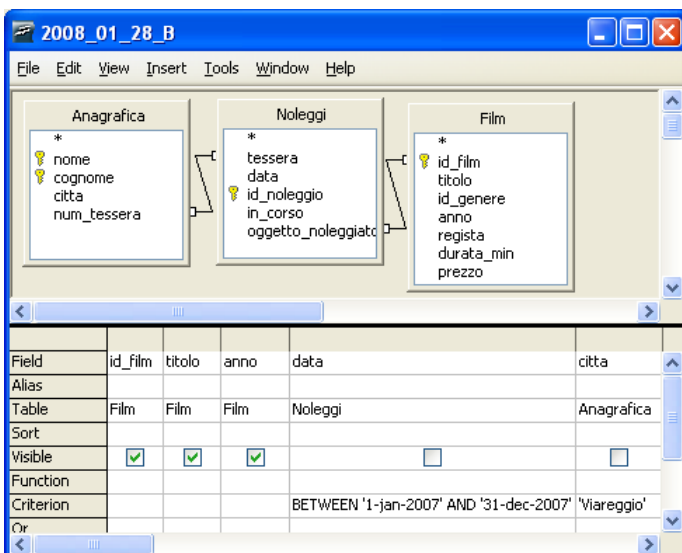 2008_01_28_B
File Edit View Insert Tools Window Help
Anagrafica
*
nome
cognome
citta
num_tessera
Noleggi
*
tessera
data
id_noleggio
in_corso
oggetto_noleggiato
Film
*
id_film
titolo
id_genere
anno
regista
durata_min
prezzo
Field id_film titolo anno data citta
Alias
Table Film Film Film Noleggi Anagrafica
Sort
Visible
Function
Criterion BETWEEN '1-jan-2007' AND '31-dec-2007' 'Viareggio'
Or